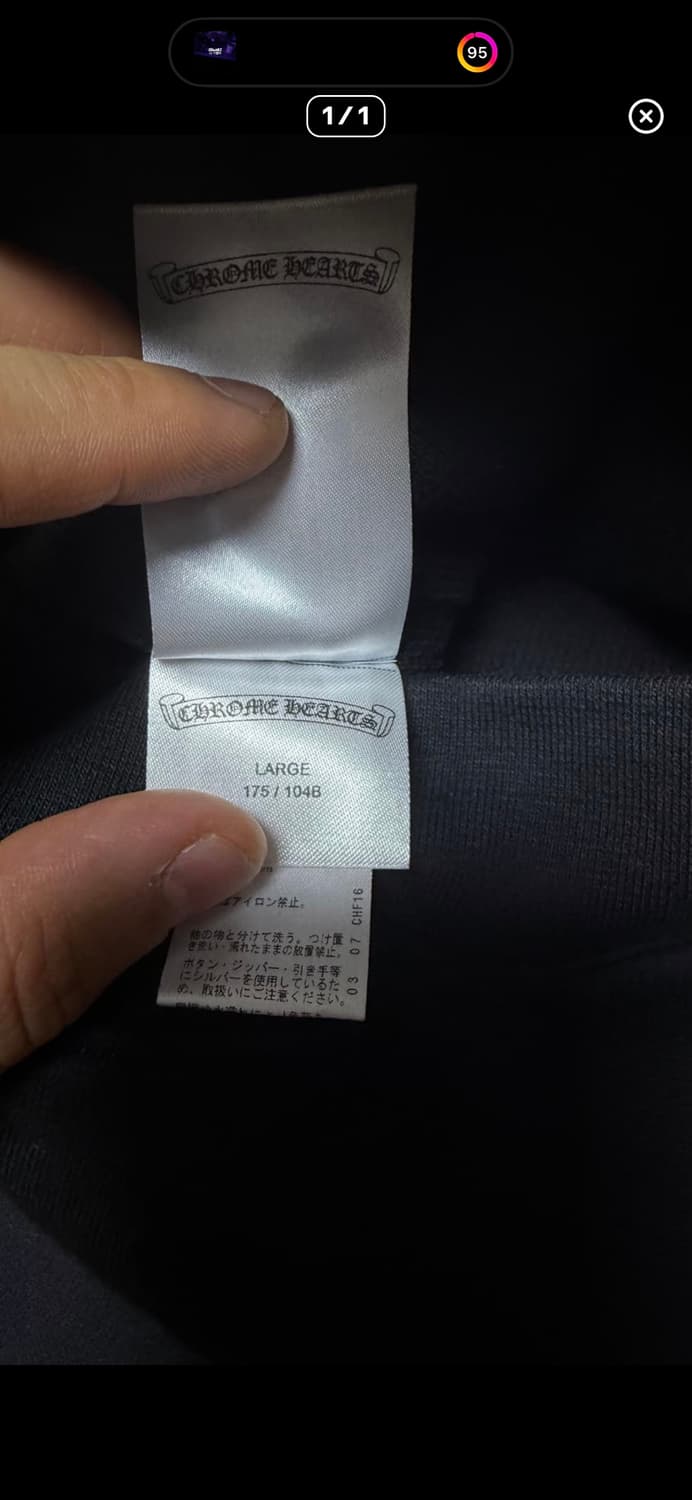 95
1/1
CHROME HEARTS
CHROME HEARTS
LARGE
175 / 104B
アイロン禁止。
他の物と分けて洗う。つけ置
き洗い・濡れたままの放置禁止。
ボタン・ジッパー・引き手等
にシルバーを使用しているた
め、取扱いにご注意ください。
03 07 CHF16